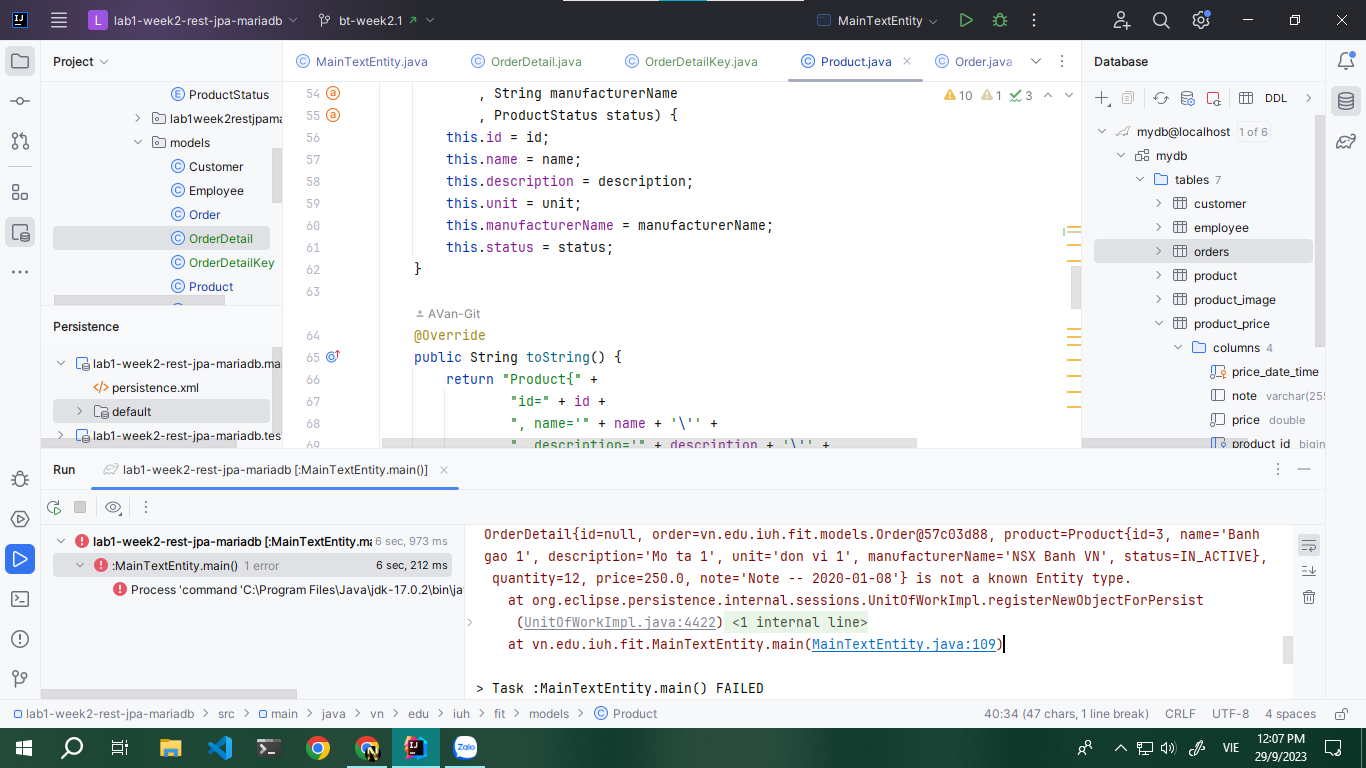 L lab1-week2-rest-jpa-mariadb bt-week2.1 MainTextEntity
Project
ProductStatus
lab1week2restjpama
models
Customer
Employee
Order
OrderDetail
OrderDetailKey
Product
Persistence
lab1-week2-rest-jpa-mariadb.mai
persistence.xml
default
lab1-week2-rest-jpa-mariadb.tes
MainTextEntity.java OrderDetail.java OrderDetailKey.java Product.java Order.java
10 1 3
54 , String manufacturerName
55 , ProductStatus status) {
56 this.id = id;
57 this.name = name;
58 this.description = description;
59 this.unit = unit;
60 this.manufacturerName = manufacturerName;
61 this.status = status;
62 }
63
AVan-Git
64 @Override
65 public String toString() {
66 return "Product{" +
67 "id=" + id +
68 ", name='" + name + '\'' +
69 ", description='" + description + '\'' +
Database
DDL
mydb@localhost 1 of 6
mydb
tables 7
customer
employee
orders
product
product_image
product_price
columns 4
price_date_time
note varchar(255
price double
product_id bigin
Run lab1-week2-rest-jpa-mariadb [:MainTextEntity.main()]
lab1-week2-rest-jpa-mariadb [:MainTextEntity.ma 6 sec, 973 ms
:MainTextEntity.main() 1 error 6 sec, 212 ms
Process 'command 'C:\Program Files\Java\jdk-17.0.2\bin\jav
OrderDetail{id=null, order=vn.edu.iuh.fit.models.Order@57c03d88, product=Product{id=3, name='Banh
gao 1', description='Mo ta 1', unit='don vi 1', manufacturerName='NSX Banh VN', status=IN_ACTIVE},
quantity=12, price=250.0, note='Note -- 2020-01-08'} is not a known Entity type.
at org.eclipse.persistence.internal.sessions.UnitOfWorkImpl.registerNewObjectForPersist
(UnitOfWorkImpl.java:4422) <1 internal line>
at vn.edu.iuh.fit.MainTextEntity.main(MainTextEntity.java:109)
> Task :MainTextEntity.main() FAILED
lab1-week2-rest-jpa-mariadb > src > main > java > vn > edu > iuh > fit > models > Product
40:34 (47 chars, 1 line break) CRLF UTF-8 4 spaces
Zalo
VIE
12:07 PM
29/9/2023